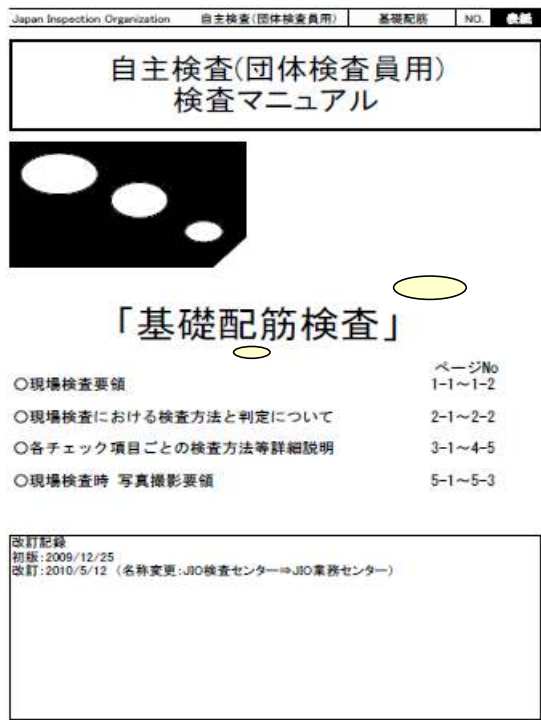 Japan Inspection Organization 自主検査(団体検査員用) 基礎配筋 NO. 表紙
自主検査(団体検査員用)
検査マニュアル
「基礎配筋検査」
ページNo
○現場検査要領 1-1～1-2
○現場検査における検査方法と判定について 2-1～2-2
○各チェック項目ごとの検査方法等詳細説明 3-1～4-5
○現場検査時 写真撮影要領 5-1～5-3
改訂記録
初版:2009/12/25
改訂:2010/5/12 (名称変更:JIO検査センター⇒JIO業務センター)